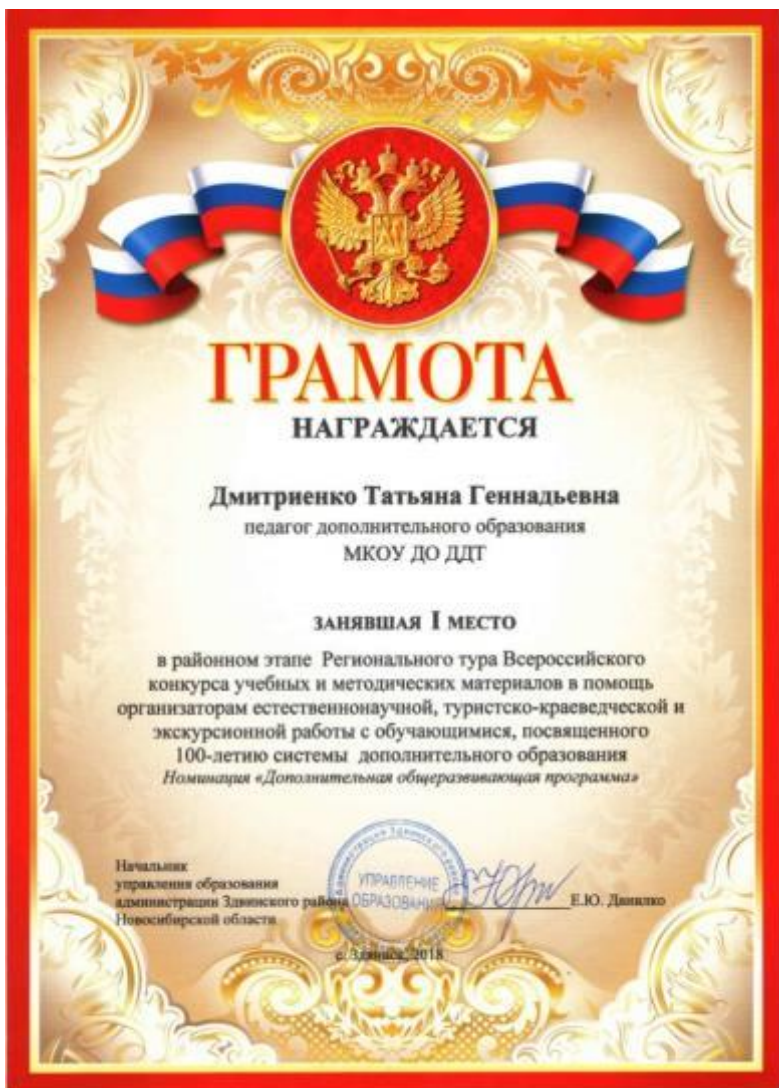 ГРАМОТА
НАГРАЖДАЕТСЯ
Дмитриенко Татьяна Геннадьевна
педагог дополнительного образования
МКОУ ДО ДДТ
ЗАНЯВШАЯ I МЕСТО
в районном этапе Регионального тура Всероссийского
конкурса учебных и методических материалов в помощь
организаторам естественнонаучной, туристско-краеведческой и
экскурсионной работы с обучающимися, посвященного
100-летию системы дополнительного образования
Номинация «Дополнительная общеразвивающая программа»
УПРАВЛЕНИЕ
ОБРАЗОВАНИЯ
Начальник
управления образования
администрации Здвинского района
Новосибирской области
Е.Ю. Данилко
с. Здвинск, 2018